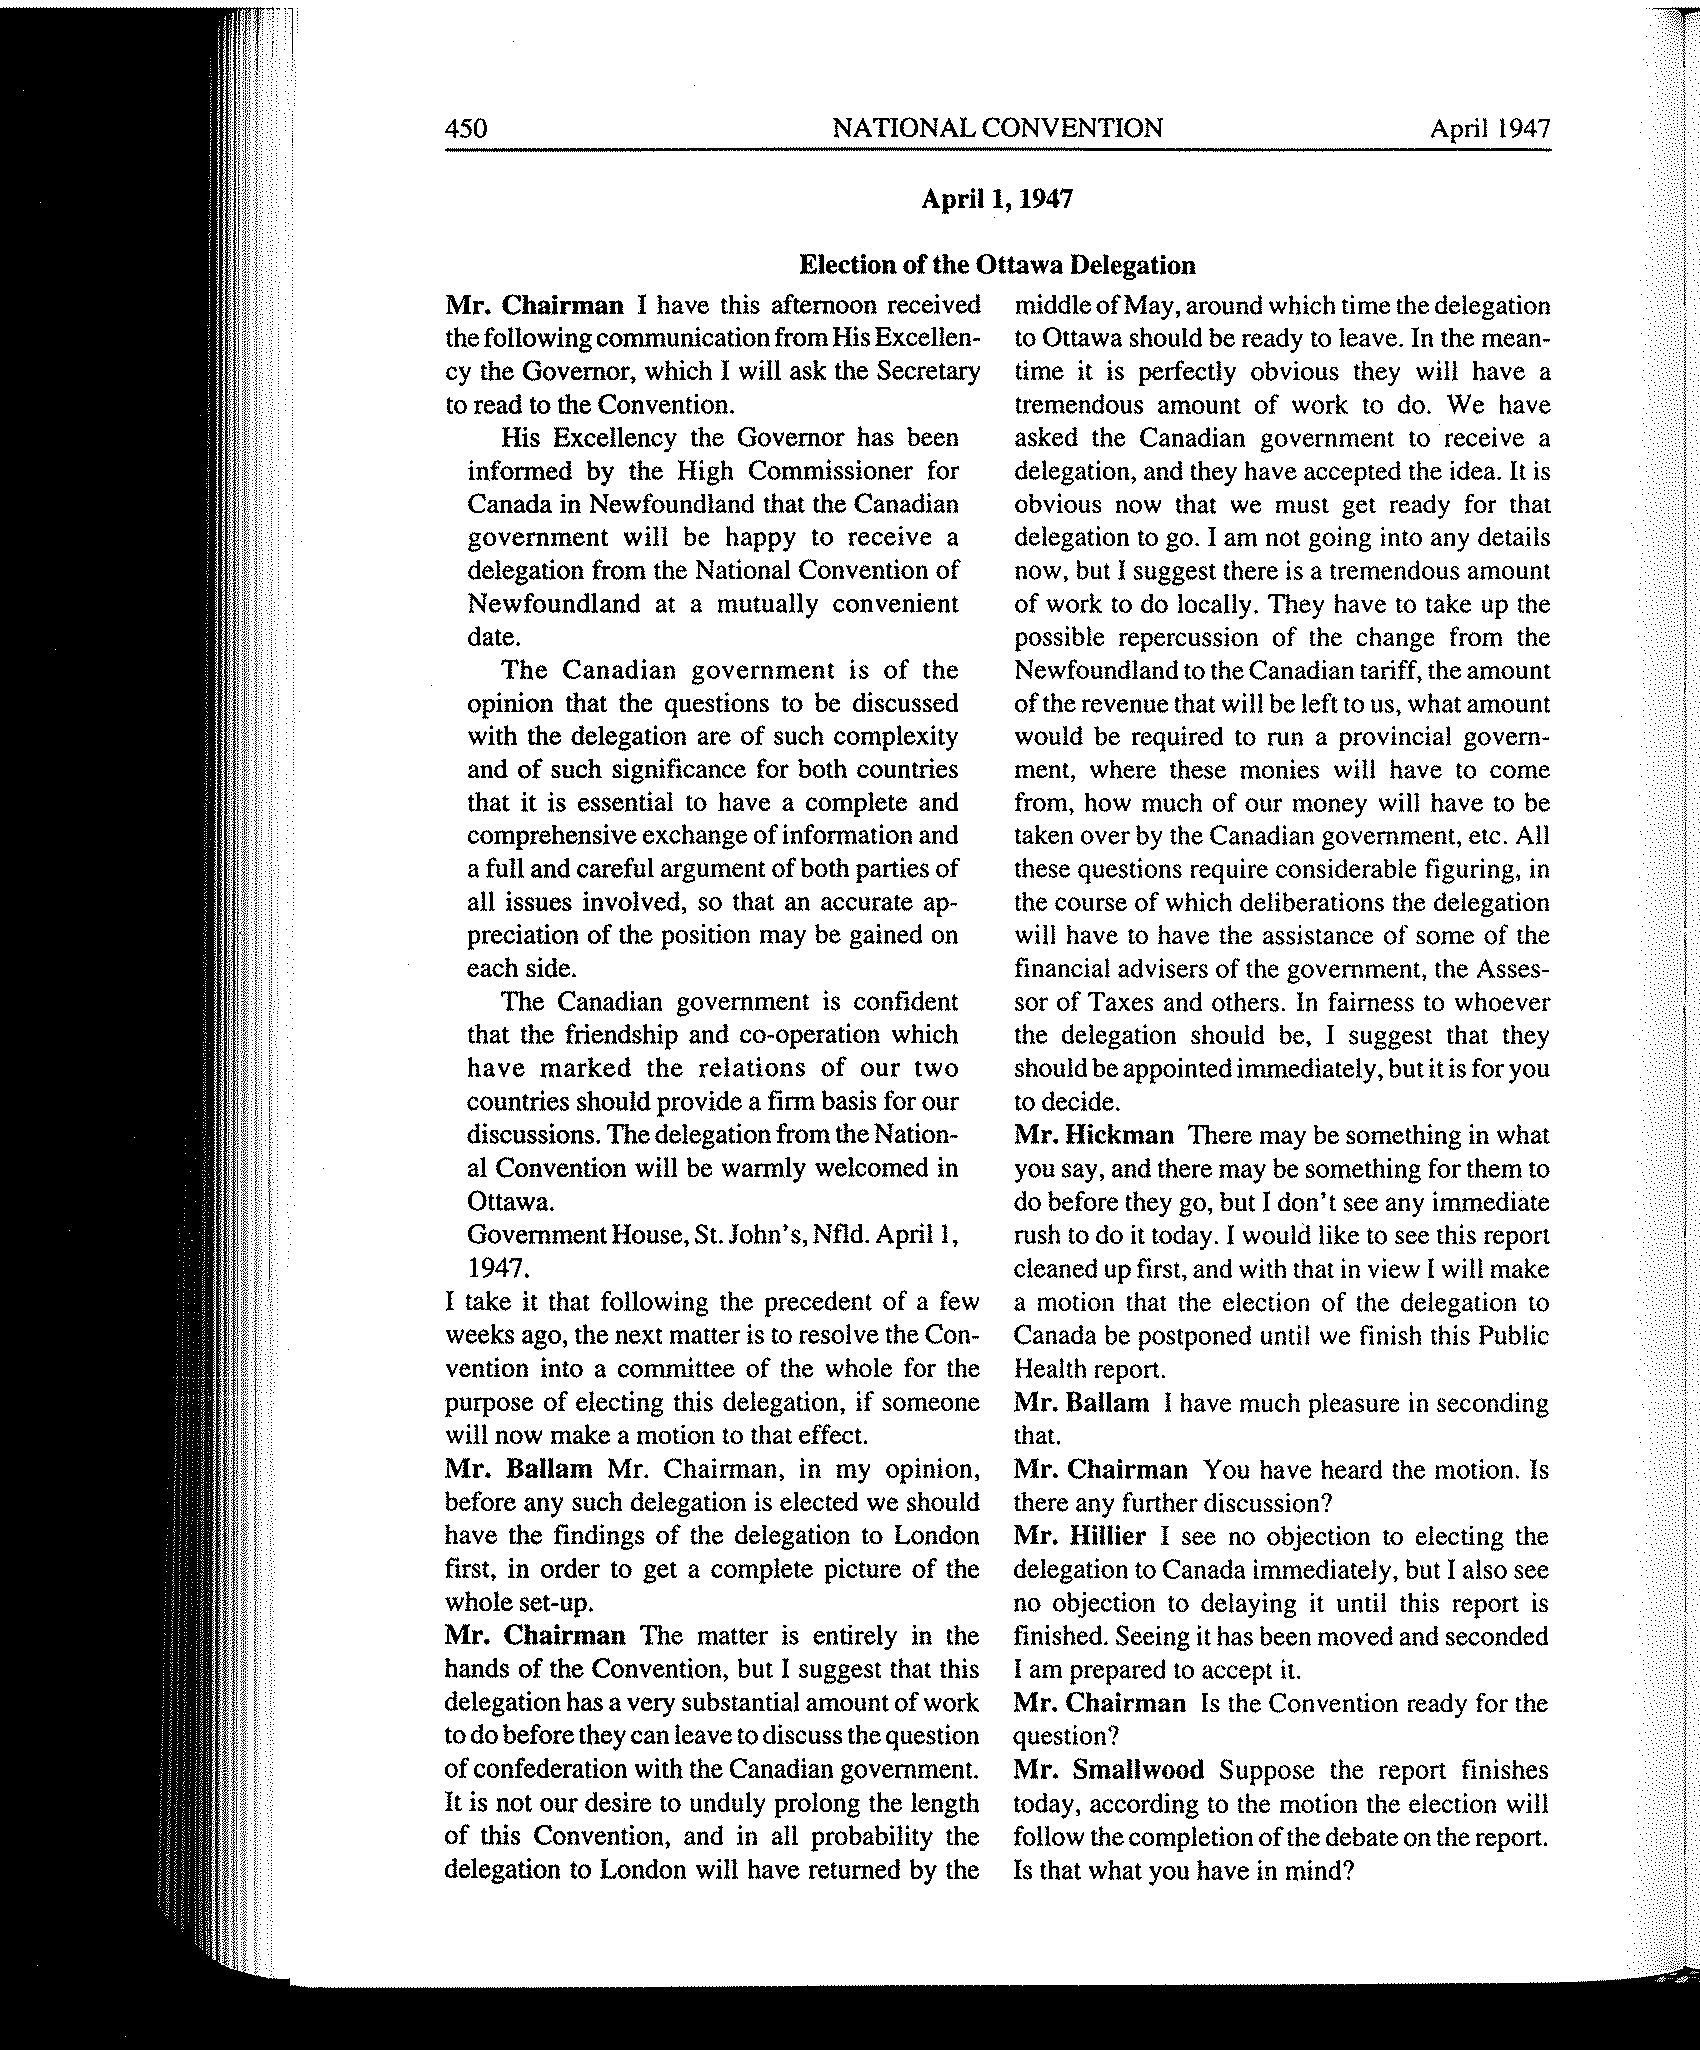 450
NATIONAL CONVENTION
April 1947
April 1, 1947
Election of the Ottawa Delegation
Mr. Chairman I have this afternoon received
the following communication from His Excellen-
cy the Governor, which I will ask the Secretary
to read to the Convention.
His Excellency the Governor has been
informed by the High Commissioner for
Canada in Newfoundland that the Canadian
government will be happy to receive a
delegation from the National Convention of
Newfoundland at a mutually convenient
date.
The Canadian government is of the
opinion that the questions to be discussed
with the delegation are of such complexity
and of such significance for both countries
that it is essential to have a complete and
comprehensive exchange of information and
a full and careful argument of both parties of
all issues involved, so that an accurate ap-
preciation of the position may be gained on
each side.
The Canadian government is confident
that the friendship and co-operation which
have marked the relations of our two
countries should provide a firm basis for our
discussions. The delegation from the Nation-
al Convention will be warmly welcomed in
Ottawa.
Government House, St. John's, Nfld. April 1,
1947.
I take it that following the precedent of a few
weeks ago, the next matter is to resolve the Con-
vention into a committee of the whole for the
purpose of electing this delegation, if someone
will now make a motion to that effect.
Mr. Ballam Mr. Chairman, in my opinion,
before any such delegation is elected we should
have the findings of the delegation to London
first, in order to get a complete picture of the
whole set-up.
Mr. Chairman The matter is entirely in the
hands of the Convention, but I suggest that this
delegation has a very substantial amount of work
to do before they can leave to discuss the question
of confederation with the Canadian government.
It is not our desire to unduly prolong the length
of this Convention, and in all probability the
delegation to London will have returned by the
middle of May, around which time the delegation
to Ottawa should be ready to leave. In the mean-
time it is perfectly obvious they will have a
tremendous amount of work to do. We have
asked the Canadian government to receive a
delegation, and they have accepted the idea. It is
obvious now that we must get ready for that
delegation to go. I am not going into any details
now, but I suggest there is a tremendous amount
of work to do locally. They have to take up the
possible repercussion of the change from the
Newfoundland to the Canadian tariff, the amount
of the revenue that will be left to us, what amount
would be required to run a provincial govern-
ment, where these monies will have to come
from, how much of our money will have to be
taken over by the Canadian government, etc. All
these questions require considerable figuring, in
the course of which deliberations the delegation
will have to have the assistance of some of the
financial advisers of the government, the Asses-
sor of Taxes and others. In fairness to whoever
the delegation should be, I suggest that they
should be appointed immediately, but it is for you
to decide.
Mr. Hickman There may be something in what
you say, and there may be something for them to
do before they go, but I don't see any immediate
rush to do it today. I would like to see this report
cleaned up first, and with that in view I will make
a motion that the election of the delegation to
Canada be postponed until we finish this Public
Health report.
Mr. Ballam I have much pleasure in seconding
that.
Mr. Chairman You have heard the motion. Is
there any further discussion?
Mr. Hillier I see no objection to electing the
delegation to Canada immediately, but I also see
no objection to delaying it until this report is
finished. Seeing it has been moved and seconded
I am prepared to accept it.
Mr. Chairman Is the Convention ready for the
question?
Mr. Smallwood Suppose the report finishes
today, according to the motion the election will
follow the completion of the debate on the report.
Is that what you have in mind?